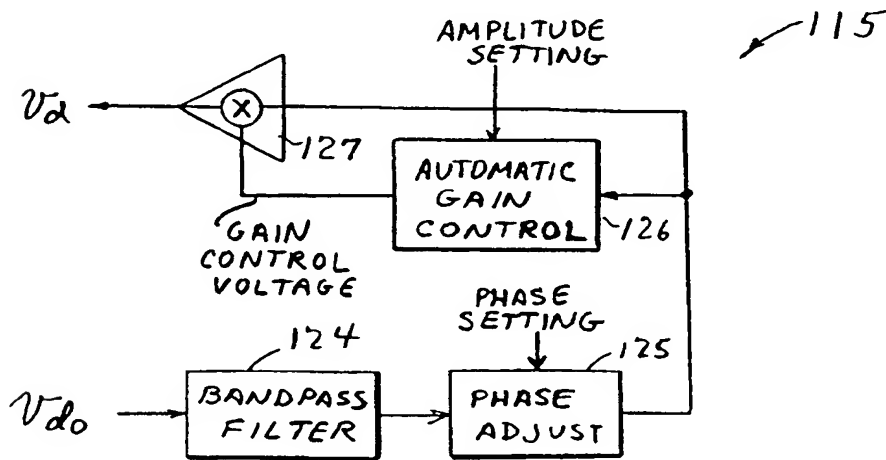 115
AMPLITUDE
SETTING
Vd
127
AUTOMATIC
GAIN
CONTROL
126
GAIN
CONTROL
VOLTAGE
PHASE
SETTING
124
125
Vdo
BANDPASS
FILTER
PHASE
ADJUST
X